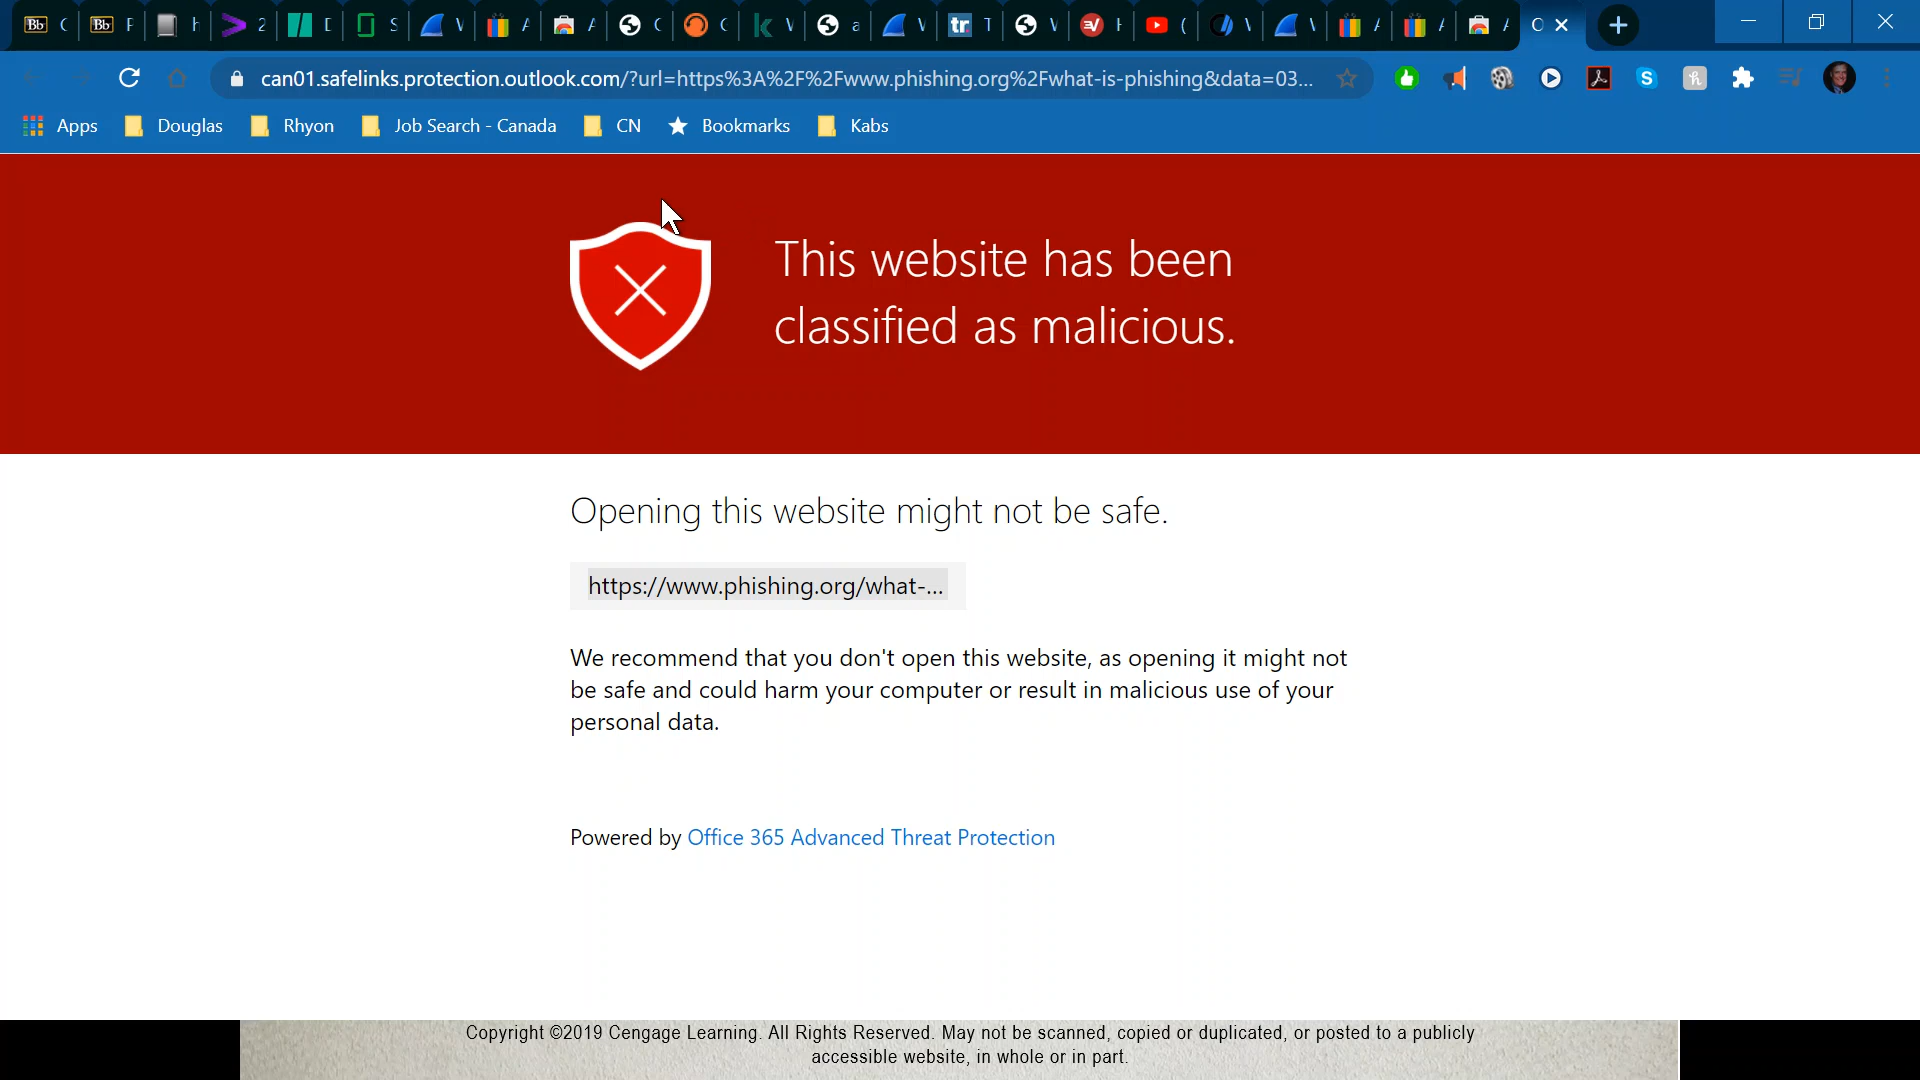 Bb C Bb F h 2 D S V A A C C k V a V tr T V ev F ( V V A A A O
can01.safelinks.protection.outlook.com/?url=https%3A%2F%2Fwww.phishing.org%2Fwhat-is-phishing&data=03...
Apps Douglas Rhyon Job Search - Canada CN Bookmarks Kabs
This website has been
classified as malicious.
Opening this website might not be safe.
https://www.phishing.org/what-...
We recommend that you don't open this website, as opening it might not
be safe and could harm your computer or result in malicious use of your
personal data.
Powered by Office 365 Advanced Threat Protection
Copyright ©2019 Cengage Learning. All Rights Reserved. May not be scanned, copied or duplicated, or posted to a publicly
accessible website, in whole or in part.